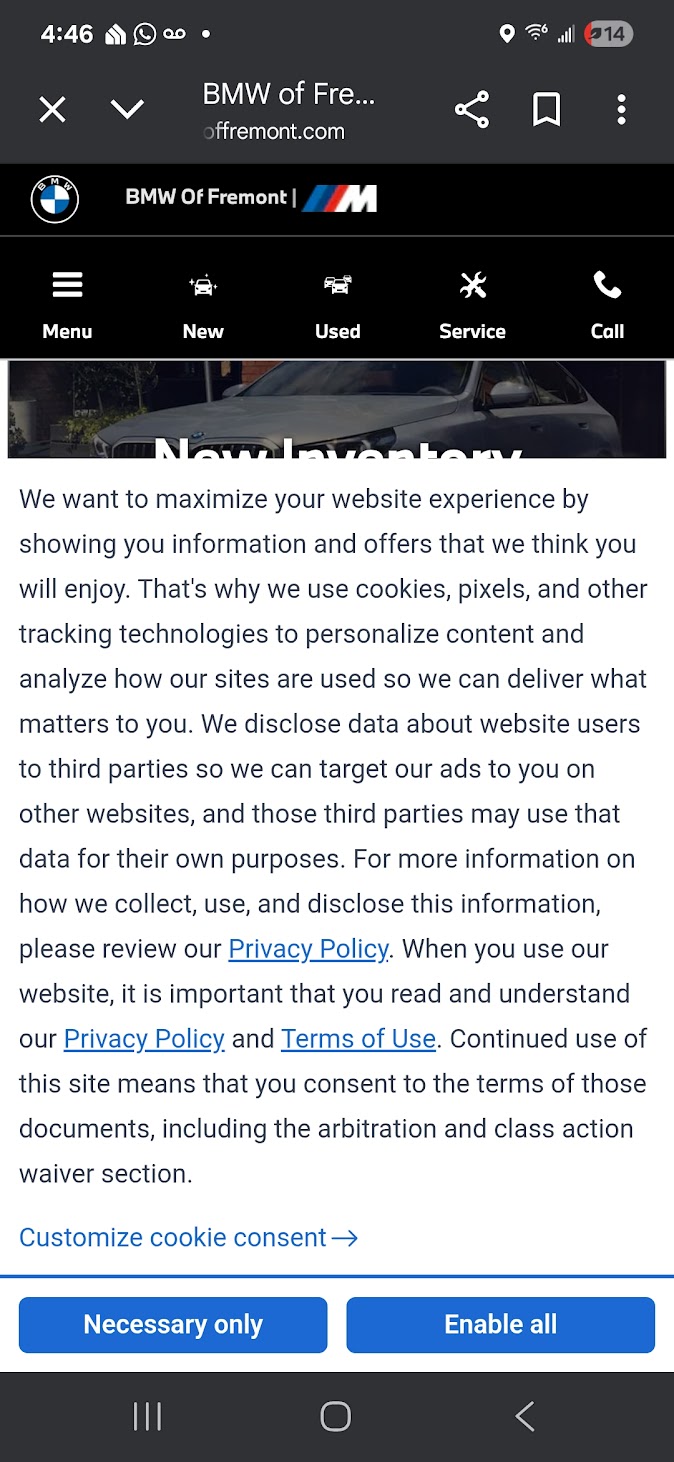 4:46
14
BMW of Fre...
offremont.com
BMW
BMW Of Fremont | M
Menu
New
Used
Service
Call
New Inventory
We want to maximize your website experience by
showing you information and offers that we think you
will enjoy. That's why we use cookies, pixels, and other
tracking technologies to personalize content and
analyze how our sites are used so we can deliver what
matters to you. We disclose data about website users
to third parties so we can target our ads to you on
other websites, and those third parties may use that
data for their own purposes. For more information on
how we collect, use, and disclose this information,
please review our Privacy Policy. When you use our
website, it is important that you read and understand
our Privacy Policy and Terms of Use. Continued use of
this site means that you consent to the terms of those
documents, including the arbitration and class action
waiver section.
Customize cookie consent
Necessary only
Enable all